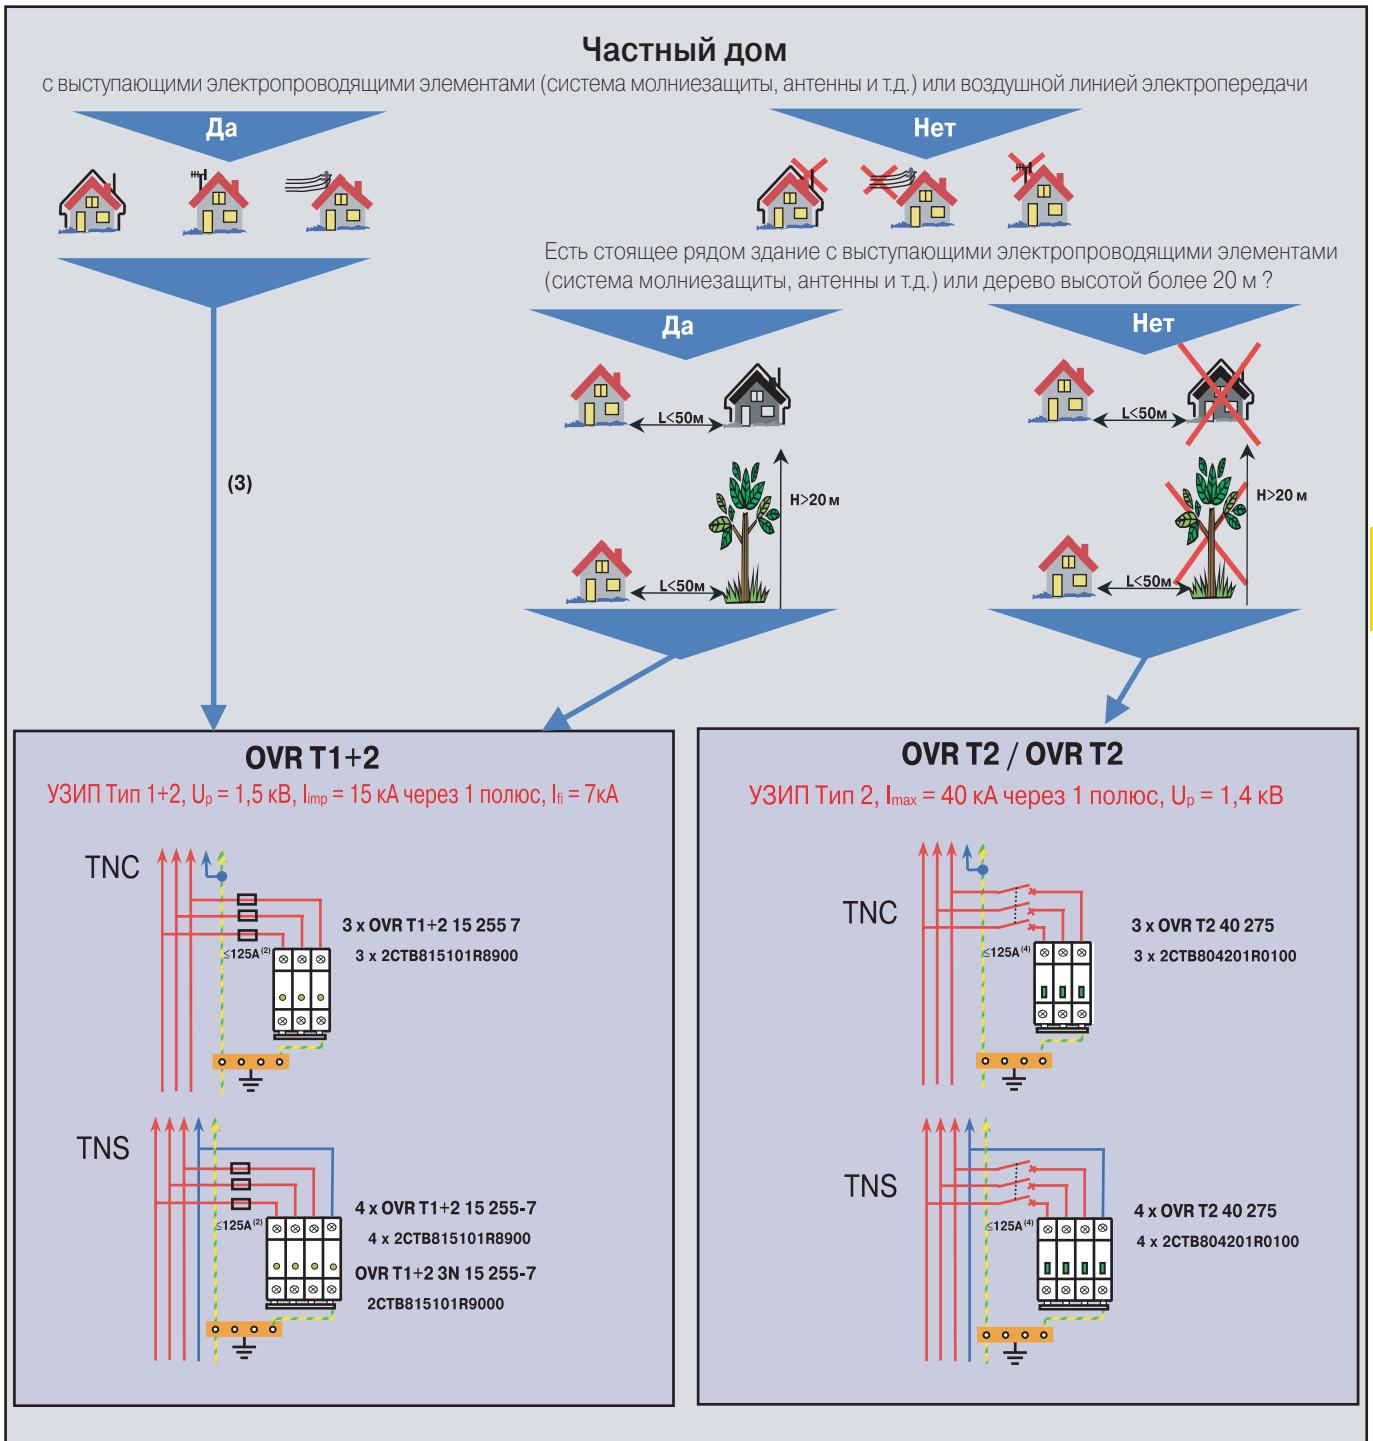 Частный дом
с выступающими электропроводящими элементами (система молниезащиты, антенны и т.д.) или воздушной линией электропередачи
Да
Нет
Есть стоящее рядом здание с выступающими электропроводящими элементами
(система молниезащиты, антенны и т.д.) или дерево высотой более 20 м ?
Да
Нет
L<50м
L<50м
(3)
H>20 м
H>20 м
L<50м
L<50м
OVR T1+2
УЗИП Тип 1+2, Up = 1,5 кВ, Iimp = 15 кА через 1 полюс, Ifi = 7кА
TNC
≤125A (2)
3 x OVR T1+2 15 255 7
3 x 2CTB815101R8900
TNS
≤125A (2)
4 x OVR T1+2 15 255-7
4 x 2CTB815101R8900
OVR T1+2 3N 15 255-7
2CTB815101R9000
OVR T2 / OVR T2
УЗИП Тип 2, Imax = 40 кА через 1 полюс, Up = 1,4 кВ
TNC
≤125A (4)
3 x OVR T2 40 275
3 x 2CTB804201R0100
TNS
≤125A (4)
4 x OVR T2 40 275
4 x 2CTB804201R0100